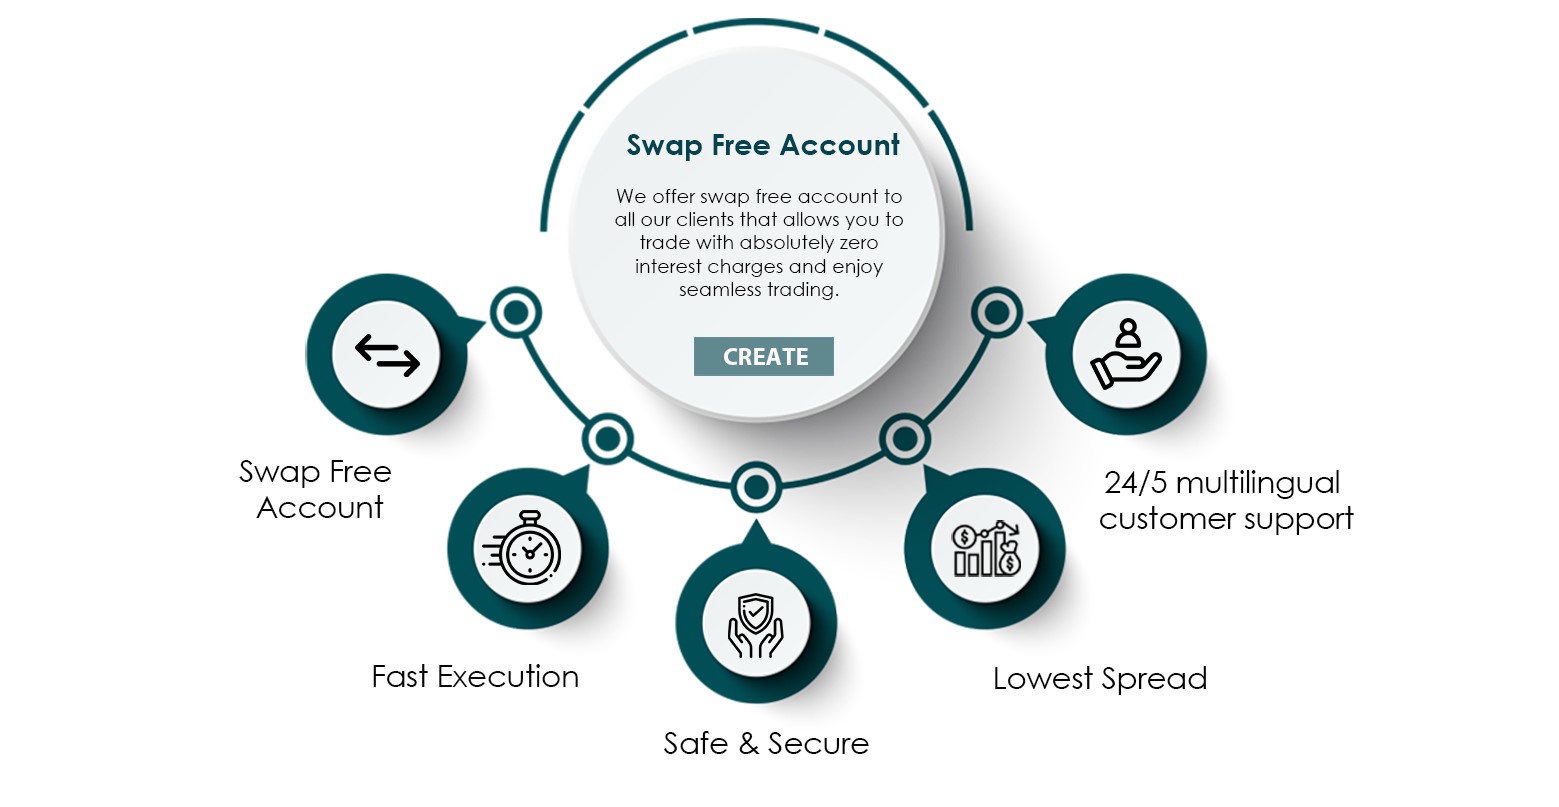 Swap Free Account
We offer swap free account to
all our clients that allows you to
trade with absolutely zero
interest charges and enjoy
seamless trading.
CREATE
Swap Free
Account
Fast Execution
Safe & Secure
Lowest Spread
24/5 multilingual
customer support